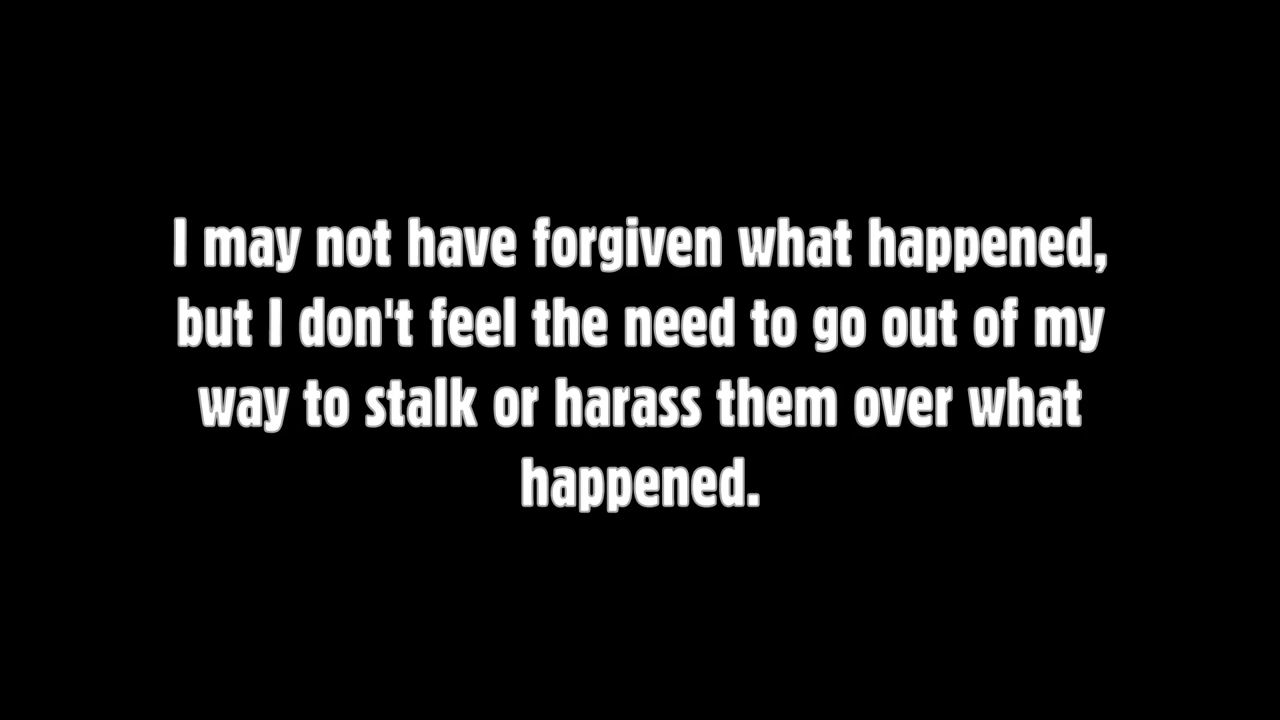 I may not have forgiven what happened,
but I don't feel the need to go out of my
way to stalk or harass them over what
happened.